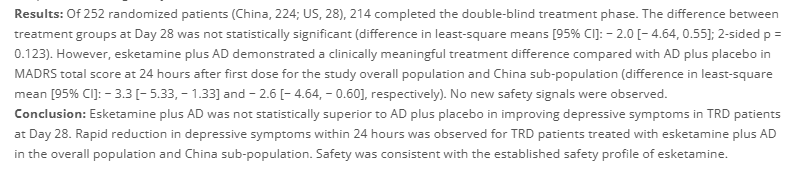 Results: Of 252 randomized patients (China, 224; US, 28), 214 completed the double-blind treatment phase. The difference between
treatment groups at Day 28 was not statistically significant (difference in least-square means [95% CI]: − 2.0 [− 4.64, 0.55]; 2-sided p =
0.123). However, esketamine plus AD demonstrated a clinically meaningful treatment difference compared with AD plus placebo in
MADRS total score at 24 hours after first dose for the study overall population and China sub-population (difference in least-square
mean [95% CI]: − 3.3 [− 5.33, − 1.33] and − 2.6 [− 4.64, − 0.60], respectively). No new safety signals were observed.
Conclusion: Esketamine plus AD was not statistically superior to AD plus placebo in improving depressive symptoms in TRD patients
at Day 28. Rapid reduction in depressive symptoms within 24 hours was observed for TRD patients treated with esketamine plus AD
in the overall population and China sub-population. Safety was consistent with the established safety profile of esketamine.